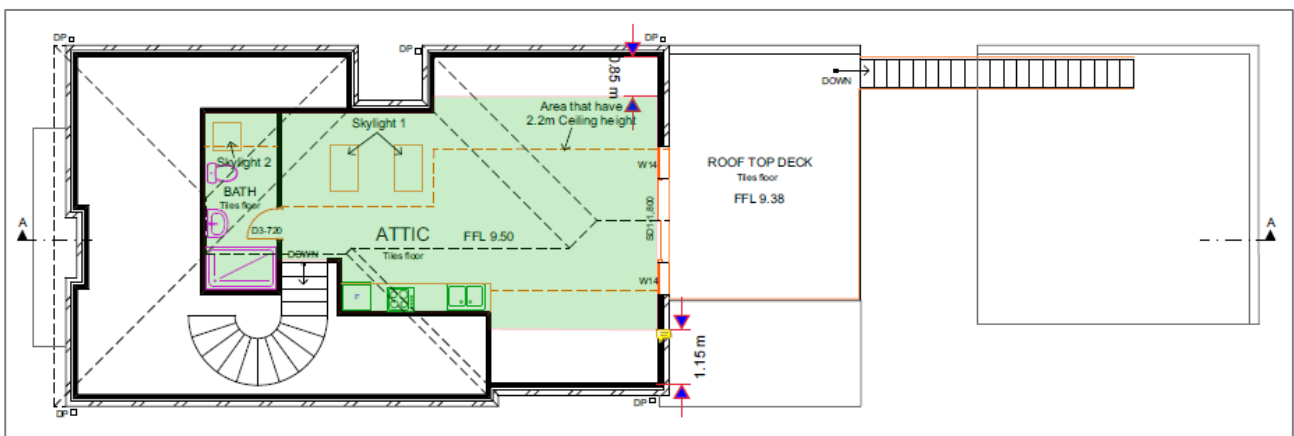 DP
DP
DP
0.85 m
DOWN
Area that have
2.2m Ceiling height
Skylight 1
Skylight 2
W14
ROOF TOP DECK
Tiles floor
FFL 9.38
BATH
Tiles floor
A
A
SD1-1,800
D3-720
ATTIC
FFL 9.50
Tiles floor
DOWN
W14
F
1.15 m
DP
DP